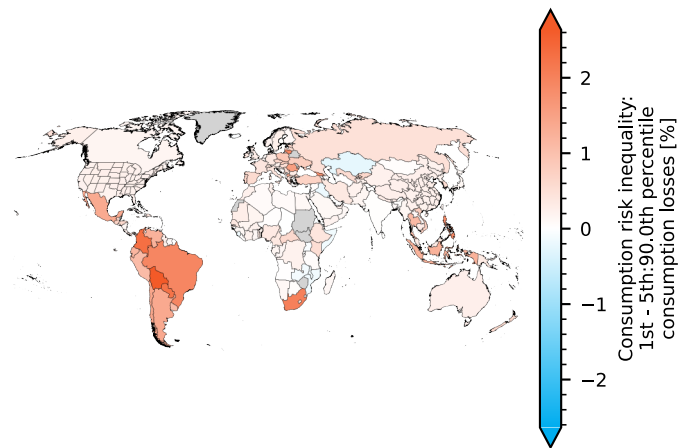 2
1
0
−1
−2
Consumption risk inequality:
1st - 5th:90.0th percentile
consumption losses [%]